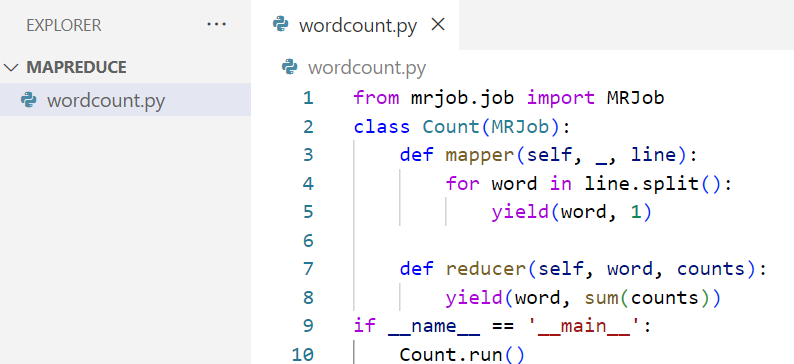 EXPLORER ...
MAPREDUCE
wordcount.py
wordcount.py
wordcount.py
1 from mrjob.job import MRJob
2 class Count(MRJob):
3     def mapper(self, _, line):
4         for word in line.split():
5             yield(word, 1)
6
7     def reducer(self, word, counts):
8         yield(word, sum(counts))
9 if __name__ == '__main__':
10     Count.run()